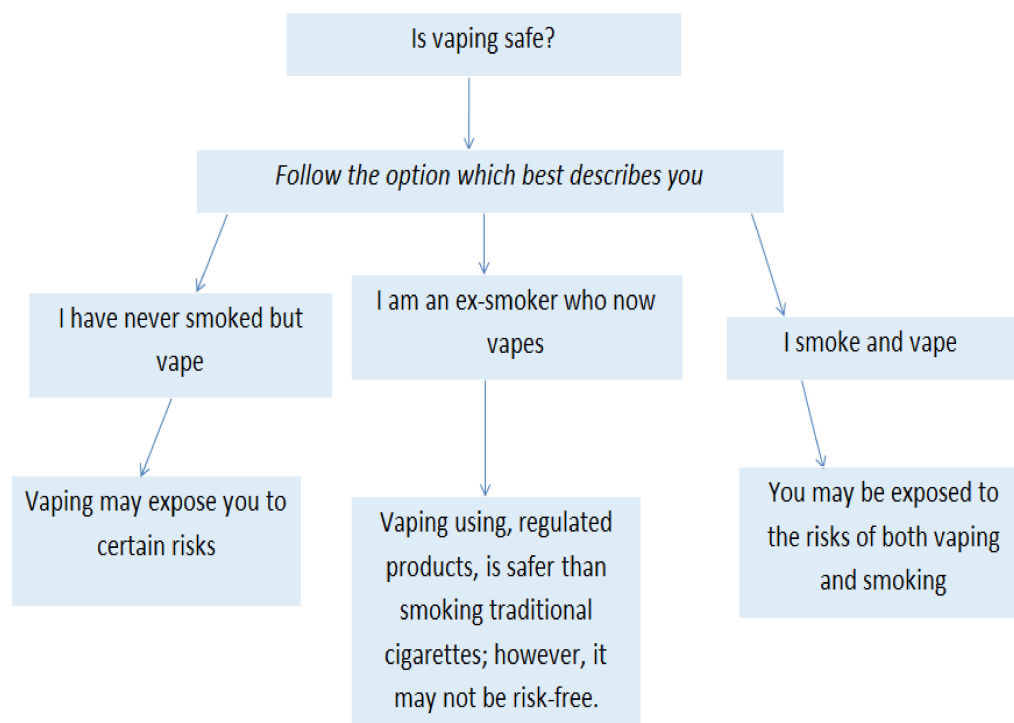 Is vaping safe?
Follow the option which best describes you
I have never smoked but
vape
I am an ex-smoker who now
vapes
I smoke and vape
Vaping may expose you to
certain risks
Vaping using, regulated
products, is safer than
smoking traditional
cigarettes; however, it
may not be risk-free.
You may be exposed to
the risks of both vaping
and smoking